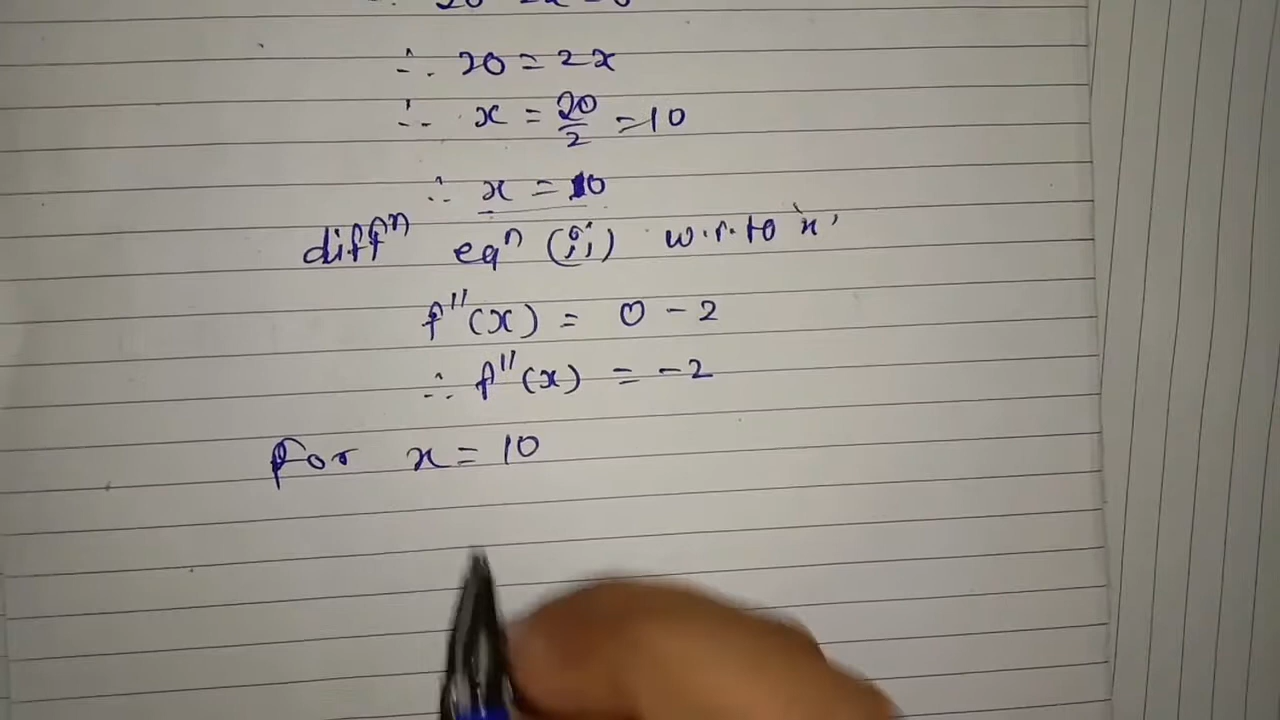 ∴ 20 = 2x
∴ x = 20/2 = 10
∴ x = 10
diffⁿ eqⁿ (ii) w.r.to 'x'
f''(x) = 0 - 2
∴ f''(x) = -2
For x = 10